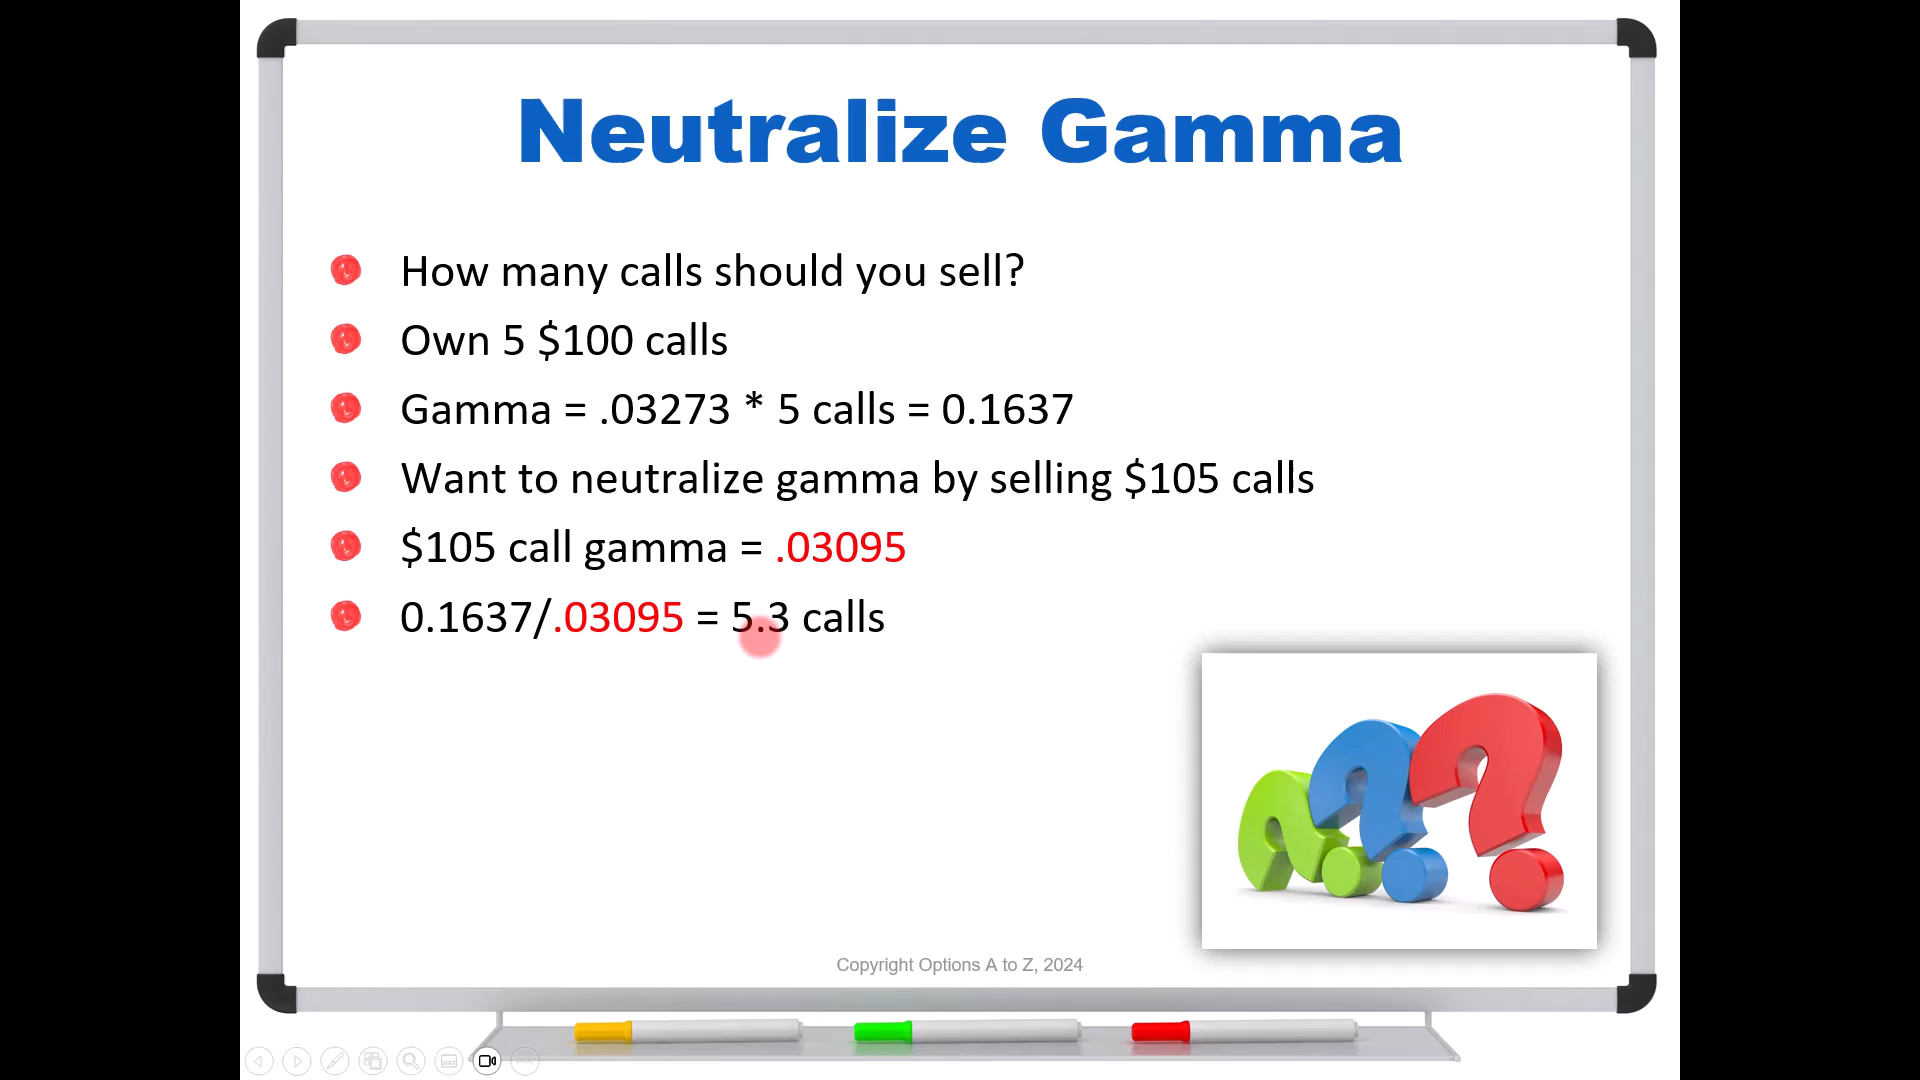 Neutralize Gamma
How many calls should you sell?
Own 5 $100 calls
Gamma = .03273 * 5 calls = 0.1637
Want to neutralize gamma by selling $105 calls
$105 call gamma = .03095
0.1637/.03095 = 5.3 calls
Copyright Options A to Z, 2024